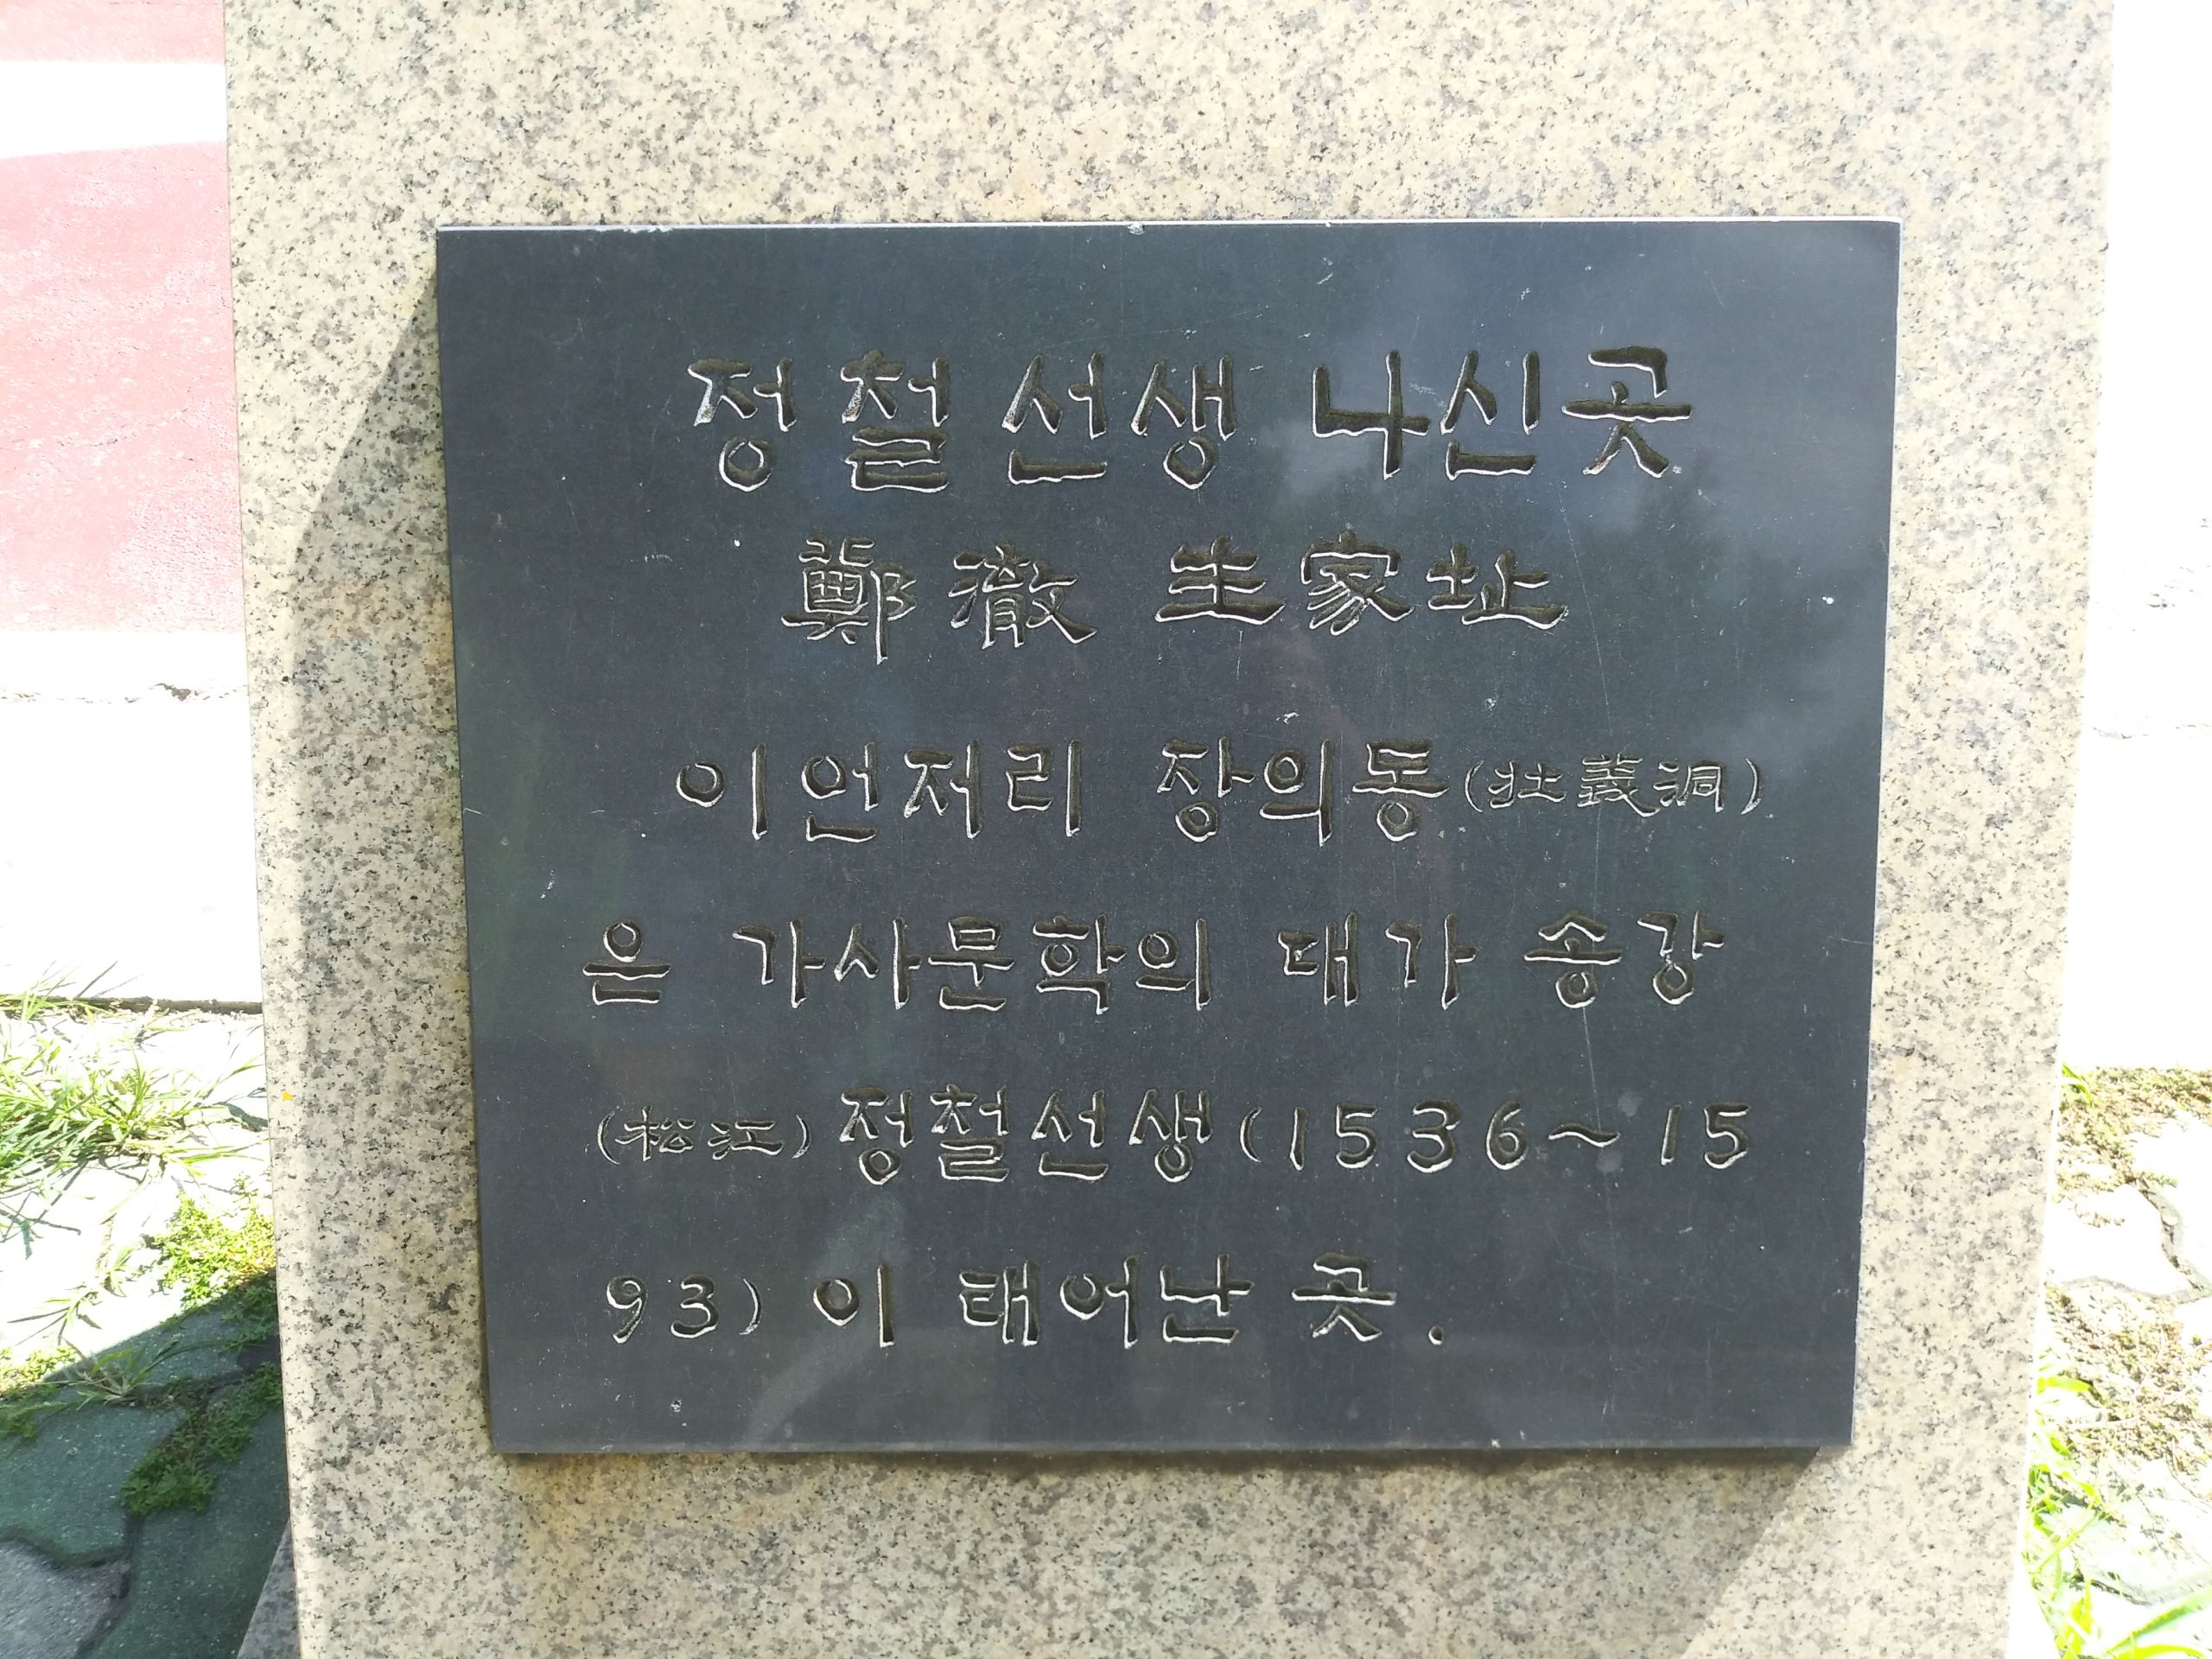 정철선생 나신곳
鄭澈 生家址
이언저리 장의동(壯義洞)
은 가사문학의 대가 송강
(松江)정철선생(1536~15
93)이 태어난 곳.